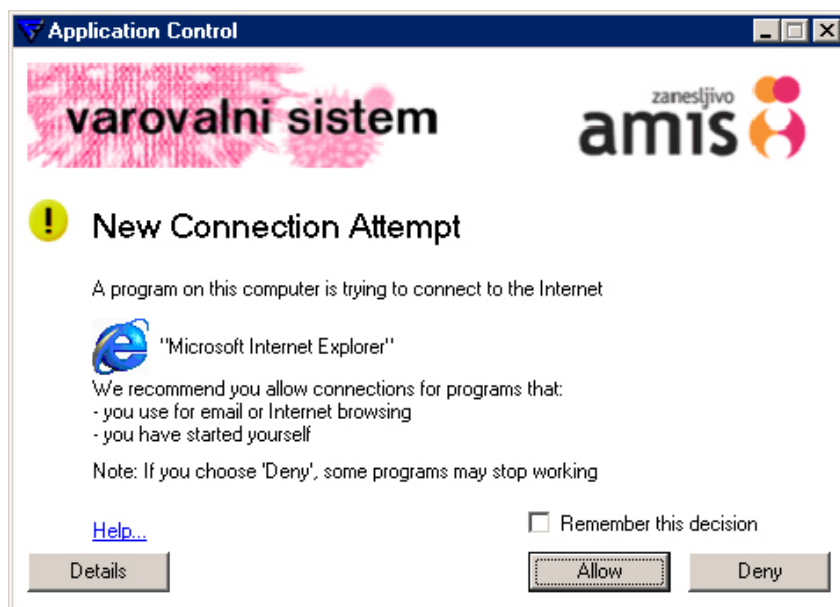 Application Control
varovalni sistem
zanesljivo
amis
New Connection Attempt
A program on this computer is trying to connect to the Internet
"Microsoft Internet Explorer"
We recommend you allow connections for programs that:
- you use for email or Internet browsing
- you have started yourself
Note: If you choose 'Deny', some programs may stop working
Help...
Remember this decision
Details
Allow
Deny